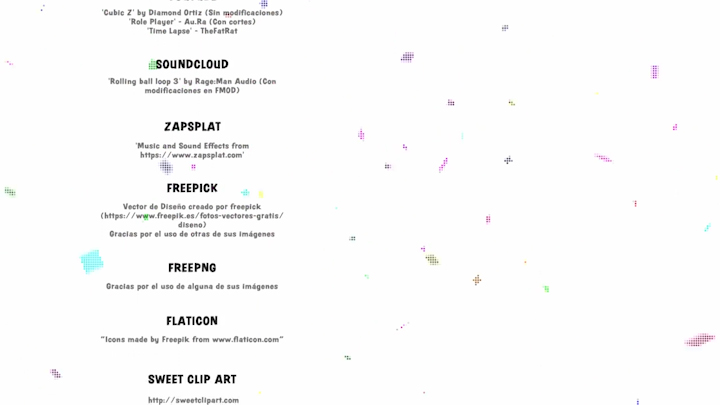 'Cubic Z' by Diamond Ortiz (Sin modificaciones)
'Role Player' - Au.Ra (Con cortes)
'Time Lapse' - TheFatRat
SOUNDCLOUD
'Rolling ball loop 3' by Rage:Man Audio (Con
modificaciones en FMOD)
ZAPSPLAT
'Music and Sound Effects from
https://www.zapsplat.com'
FREEPICK
Vector de Diseño creado por freepick
(https://www.freepik.es/fotos-vectores-gratis/
diseno)
Gracias por el uso de otras de sus imágenes
FREEPNG
Gracias por el uso de alguna de sus imágenes
FLATICON
"Icons made by Freepik from www.flaticon.com"
SWEET CLIP ART
http://sweetclipart.com